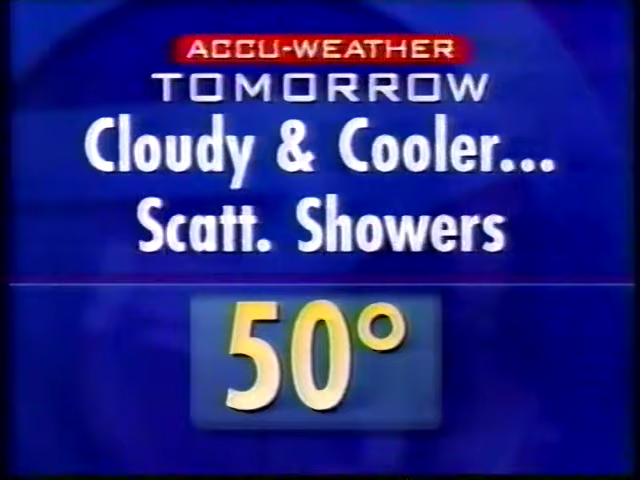 ACCU-WEATHER
TOMORROW
Cloudy & Cooler...
Scatt. Showers
50°